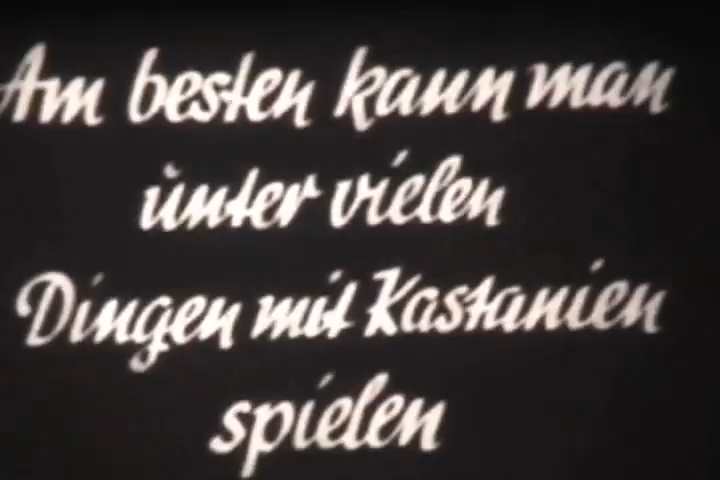 Am besten kann man
unter vielen
Dingen mit Kastanien
spielen